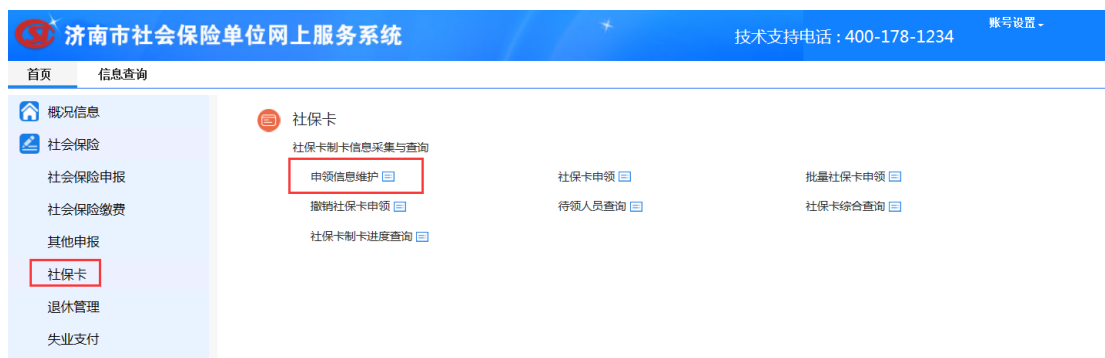 济南市社会保险单位网上服务系统
技术支持电话：400-178-1234
账号设置
首页 信息查询
概况信息
社会保险
社会保险申报
社会保险缴费
其他申报
社保卡
退休管理
失业支付
社保卡
社保卡制卡信息采集与查询
申领信息维护 社保卡申领 批量社保卡申领
撤销社保卡申领 待领人员查询 社保卡综合查询
社保卡制卡进度查询